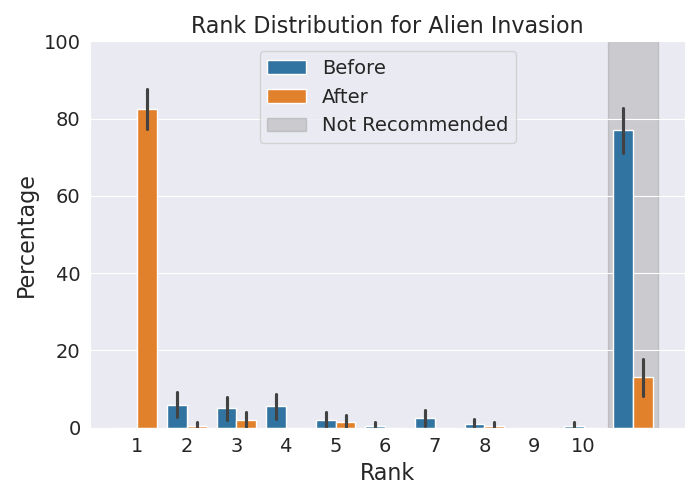 Rank Distribution for Alien Invasion
100
80
60
40
20
0
Percentage
Before
After
Not Recommended
1 2 3 4 5 6 7 8 9 10
Rank